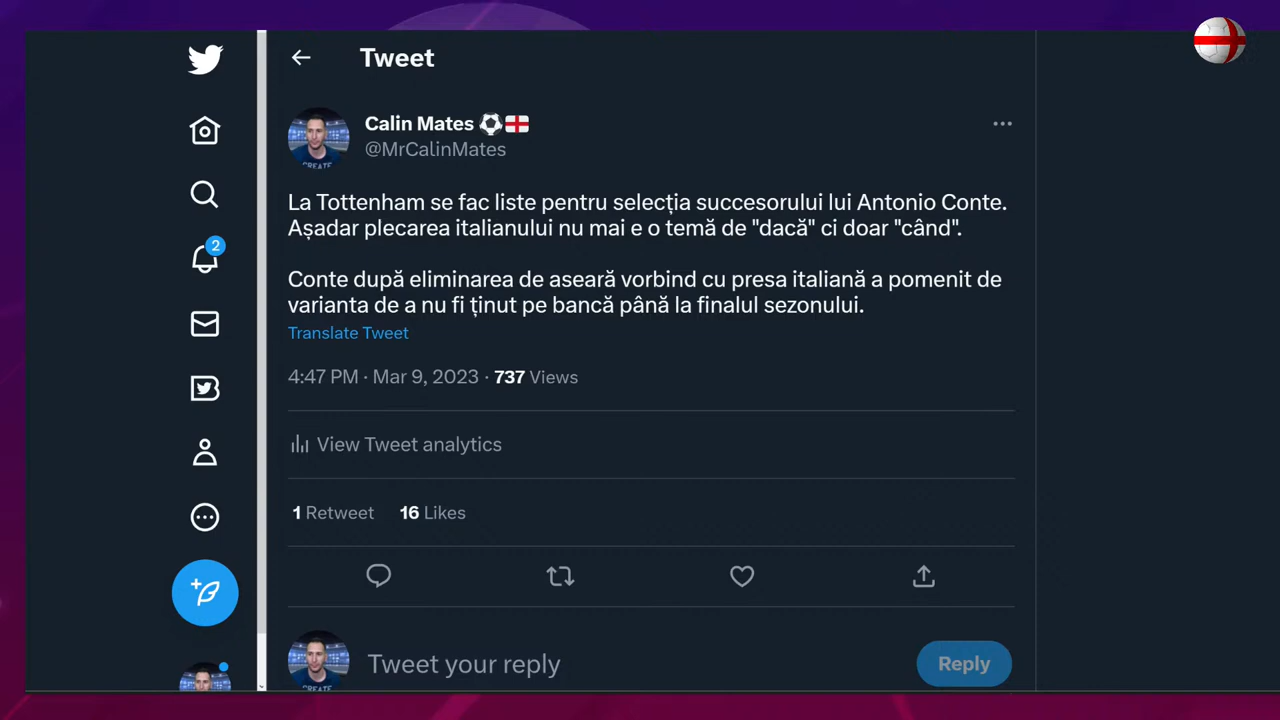 Tweet
Calin Mates ⚽🏴󠁧󠁢󠁥󠁮󠁧󠁿
@MrCalinMates
La Tottenham se fac liste pentru selecția succesorului lui Antonio Conte.
Așadar plecarea italianului nu mai e o temă de "dacă" ci doar "când".
Conte după eliminarea de aseară vorbind cu presa italiană a pomenit de
varianta de a nu fi ținut pe bancă până la finalul sezonului.
Translate Tweet
4:47 PM · Mar 9, 2023 · 737 Views
View Tweet analytics
1 Retweet 16 Likes
Tweet your reply
Reply
2
CREATE
CREATE